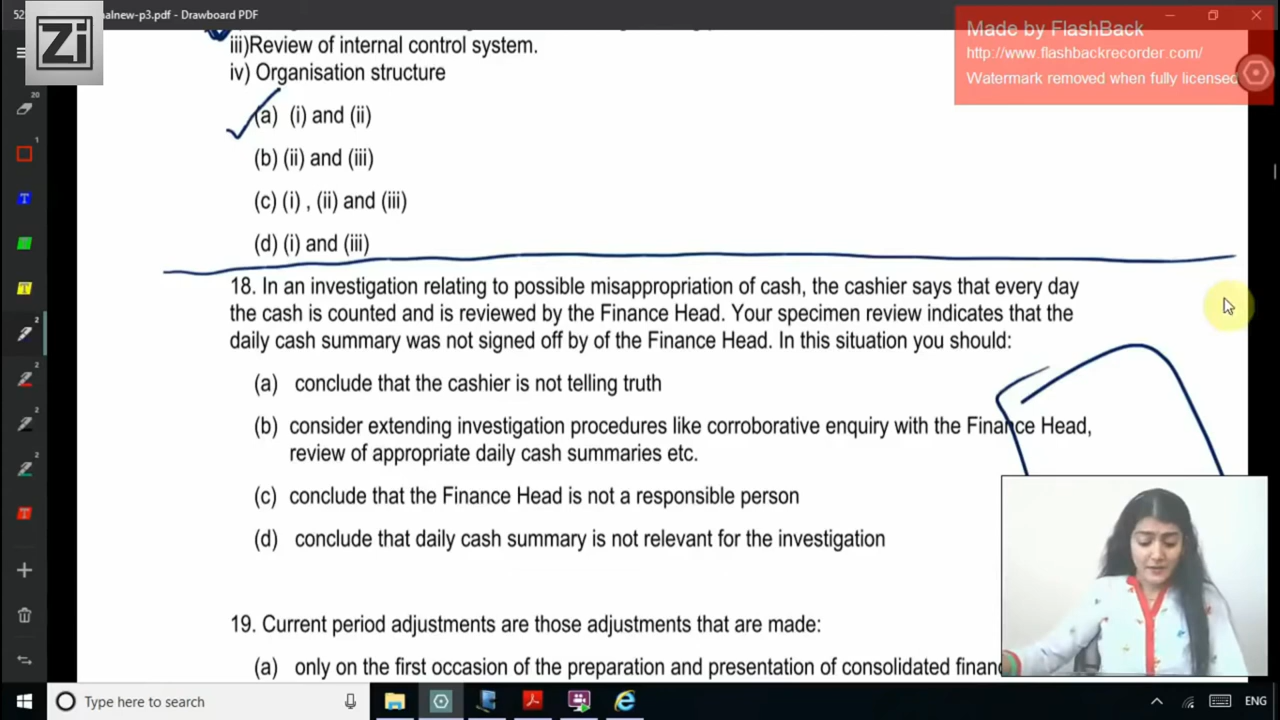 52
alnew-p3.pdf - Drawboard PDF
Zi
Made by FlashBack
http://www.flashbackrecorder.com/
Watermark removed when fully licensed
iii)Review of internal control system.
iv) Organisation structure
(a) (i) and (ii)
(b) (ii) and (iii)
(c) (i) , (ii) and (iii)
(d) (i) and (iii)
18. In an investigation relating to possible misappropriation of cash, the cashier says that every day
the cash is counted and is reviewed by the Finance Head. Your specimen review indicates that the
daily cash summary was not signed off by of the Finance Head. In this situation you should:
(a) conclude that the cashier is not telling truth
(b) consider extending investigation procedures like corroborative enquiry with the Finance Head,
review of appropriate daily cash summaries etc.
(c) conclude that the Finance Head is not a responsible person
(d) conclude that daily cash summary is not relevant for the investigation
19. Current period adjustments are those adjustments that are made:
(a) only on the first occasion of the preparation and presentation of consolidated financ
20
1
2
2
2
2
Type here to search
ENG